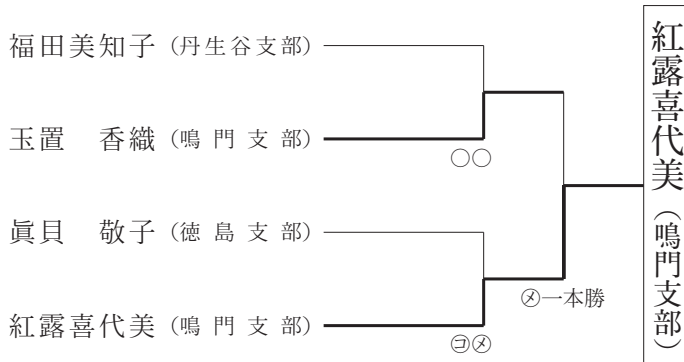 福田美知子（丹生谷支部）
玉置　香織（鳴門支部）
○○
眞貝　敬子（徳島支部）
紅露喜代美（鳴門支部）
㋙㋱
㋱一本勝
紅露喜代美（鳴門支部）